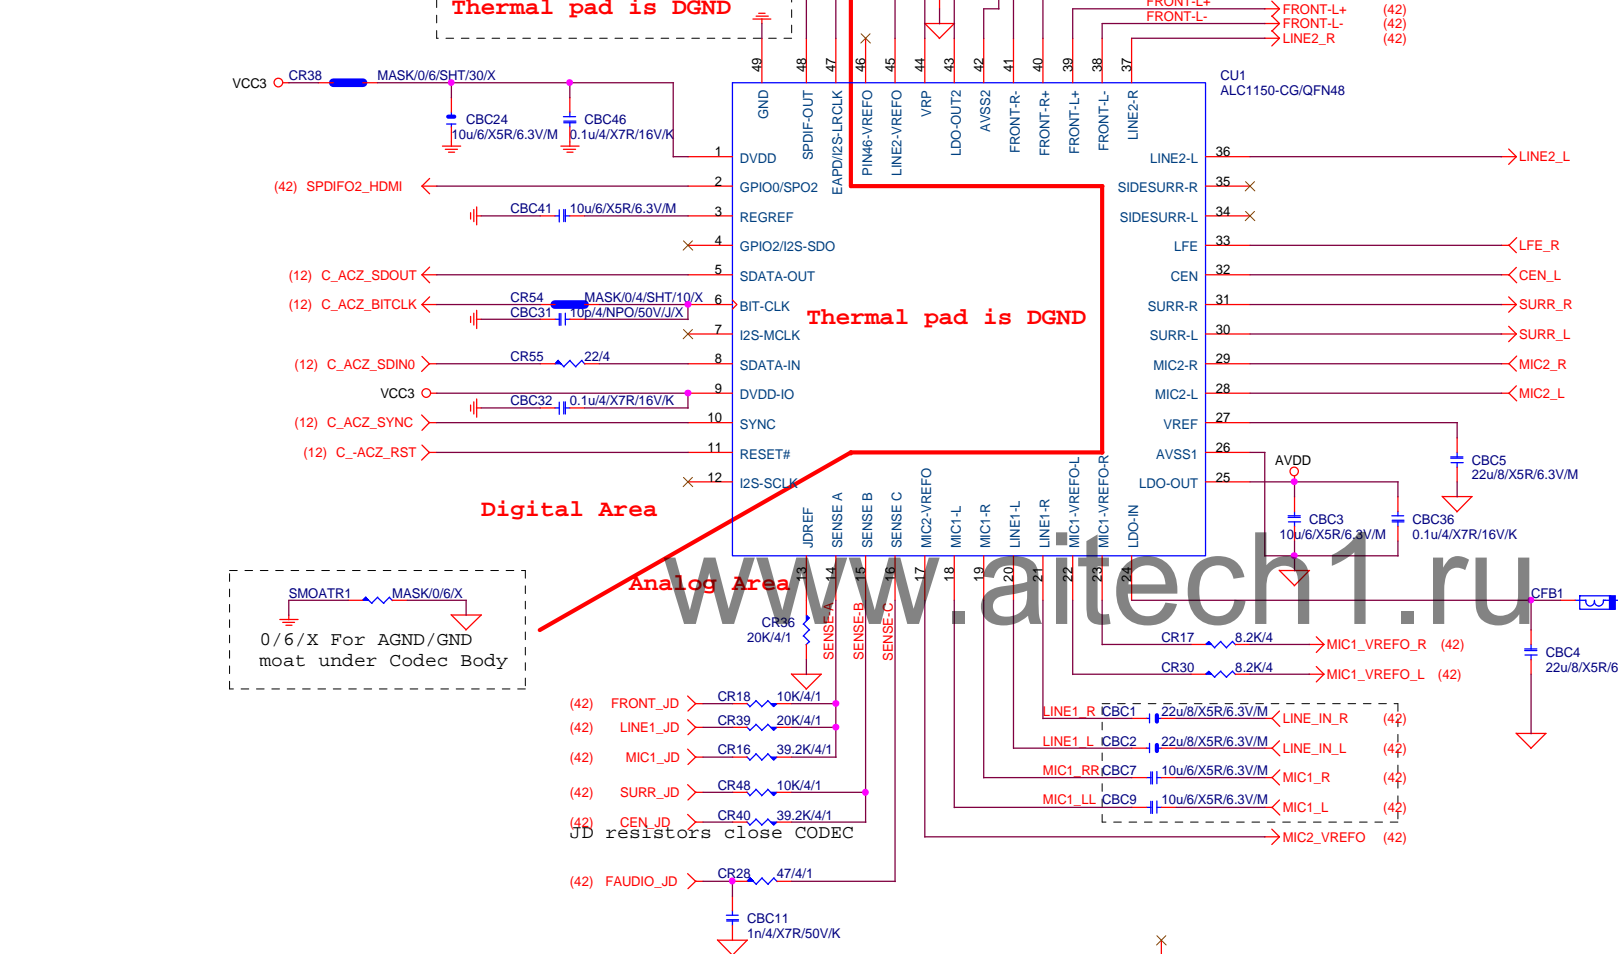 Thermal pad is DGND
FRONT-L+
FRONT-L-
FRONT-L+ (42)
FRONT-L- (42)
LINE2_R (42)
49 48 47 46 45 44 43 42 41 40 39 38 37
CU1
ALC1150-CG/QFN48
VCC3 CR38 MASK/0/6/SHT/30/X
CBC24
10u/6/X5R/6.3V/M
CBC46
0.1u/4/X7R/16V/K
GND
SPDIF-OUT
EAPD/I2S-LRCLK
PIN46-VREFO
LINE2-VREFO
VRP
LDO-OUT2
AVSS2
FRONT-R-
FRONT-R+
FRONT-L+
FRONT-L-
LINE2-R
1 DVDD
(42) SPDIFO2_HDMI 2 GPIO0/SPO2
CBC41 10u/6/X5R/6.3V/M 3 REGREF
4 GPIO2/I2S-SDO
(12) C_ACZ_SDOUT 5 SDATA-OUT
(12) C_ACZ_BITCLK CR54 MASK/0/4/SHT/10/X 6 BIT-CLK
CBC31 10p/4/NPO/50V/J/X
7 I2S-MCLK
(12) C_ACZ_SDIN0 CR55 22/4 8 SDATA-IN
VCC3 9 DVDD-IO
CBC32 0.1u/4/X7R/16V/K
(12) C_ACZ_SYNC 10 SYNC
(12) C_-ACZ_RST 11 RESET#
12 I2S-SCLK
Thermal pad is DGND
LINE2-L 36 LINE2_L
SIDESURR-R 35
SIDESURR-L 34
LFE 33 LFE_R
CEN 32 CEN_L
SURR-R 31 SURR_R
SURR-L 30 SURR_L
MIC2-R 29 MIC2_R
MIC2-L 28 MIC2_L
VREF 27
AVSS1 26
LDO-OUT 25
AVDD
CBC5
22u/8/X5R/6.3V/M
CBC3
10u/6/X5R/6.3V/M
CBC36
0.1u/4/X7R/16V/K
Digital Area
Analog Area
JDREF
SENSE A
SENSE B
SENSE C
MIC2-VREFO
MIC1-L
MIC1-R
LINE1-L
LINE1-R
MIC1-VREFO-L
MIC1-VREFO-R
LDO-IN
13 14 15 16 17 18 19 20 21 22 23 24
www.aitech1.ru
SMOATR1 MASK/0/6/X
0/6/X For AGND/GND
moat under Codec Body
CR36
20K/4/1
SENSE-A
SENSE-B
SENSE-C
CFB1
CBC4
22u/8/X5R/6
CR17 8.2K/4 MIC1_VREFO_R (42)
CR30 8.2K/4 MIC1_VREFO_L (42)
(42) FRONT_JD CR18 10K/4/1
(42) LINE1_JD CR39 20K/4/1
(42) MIC1_JD CR16 39.2K/4/1
(42) SURR_JD CR48 10K/4/1
(42) CEN_JD CR40 39.2K/4/1
JD resistors close CODEC
(42) FAUDIO_JD CR28 47/4/1
CBC11
1n/4/X7R/50V/K
LINE1_R CBC1 22u/8/X5R/6.3V/M LINE_IN_R (42)
LINE1_L CBC2 22u/8/X5R/6.3V/M LINE_IN_L (42)
MIC1_RR CBC7 10u/6/X5R/6.3V/M MIC1_R (42)
MIC1_LL CBC9 10u/6/X5R/6.3V/M MIC1_L (42)
MIC2_VREFO (42)